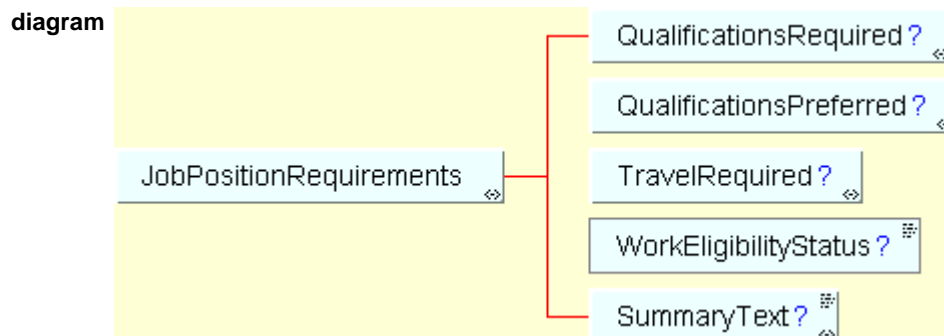 diagram
QualificationsRequired?
QualificationsPreferred?
JobPositionRequirements
TravelRequired?
WorkEligibilityStatus?
SummaryText?